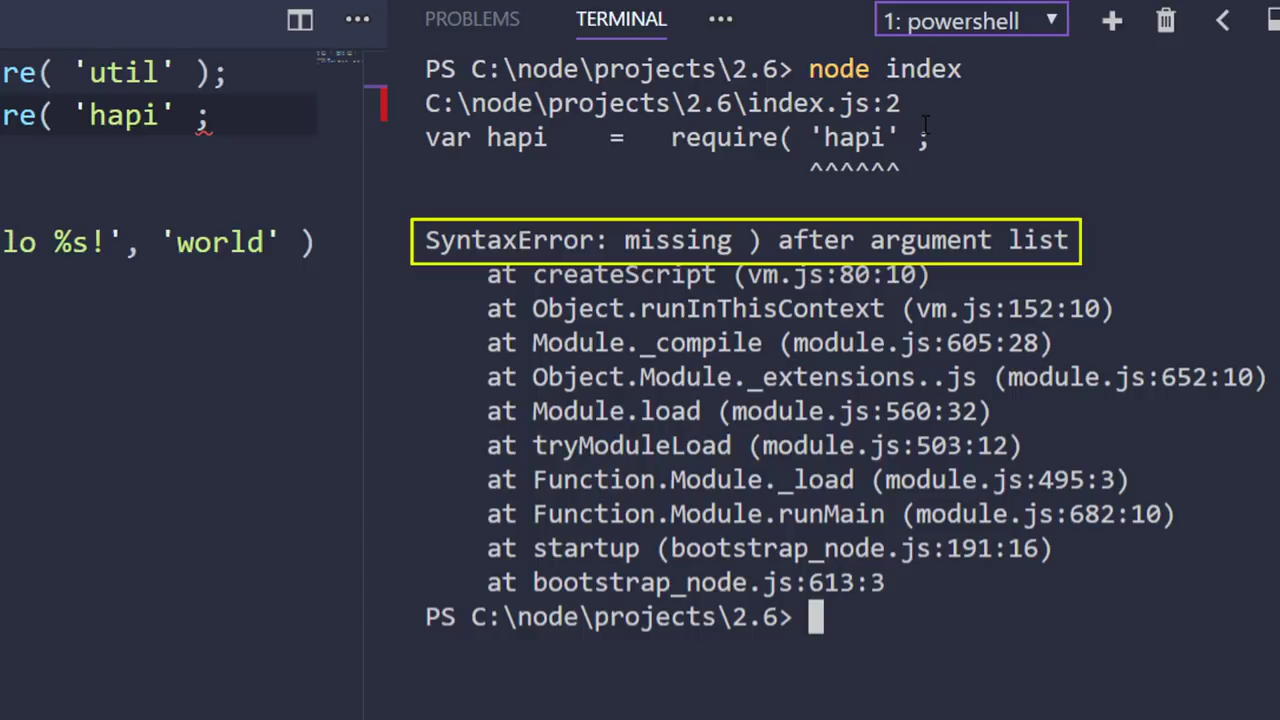 PROBLEMS TERMINAL ••• 1: powershell
re( 'util' );
re( 'hapi' ;
lo %s!', 'world' )
PS C:\node\projects\2.6> node index
C:\node\projects\2.6\index.js:2
var hapi    =   require( 'hapi' ;
                         ^^^^^^
SyntaxError: missing ) after argument list
    at createScript (vm.js:80:10)
    at Object.runInThisContext (vm.js:152:10)
    at Module._compile (module.js:605:28)
    at Object.Module._extensions..js (module.js:652:10)
    at Module.load (module.js:560:32)
    at tryModuleLoad (module.js:503:12)
    at Function.Module._load (module.js:495:3)
    at Function.Module.runMain (module.js:682:10)
    at startup (bootstrap_node.js:191:16)
    at bootstrap_node.js:613:3
PS C:\node\projects\2.6>